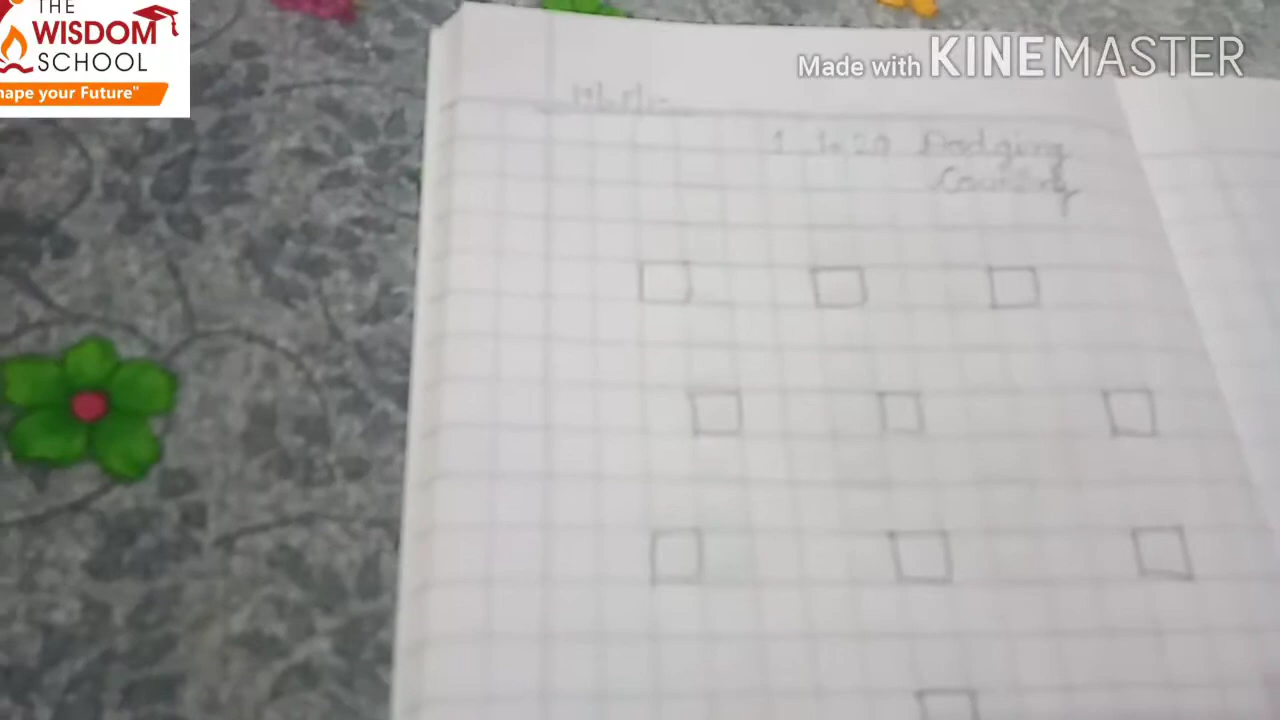 THE
WISDOM
SCHOOL
hape your Future"
Made with KINEMASTER
1 to 20 Dodging
Counting